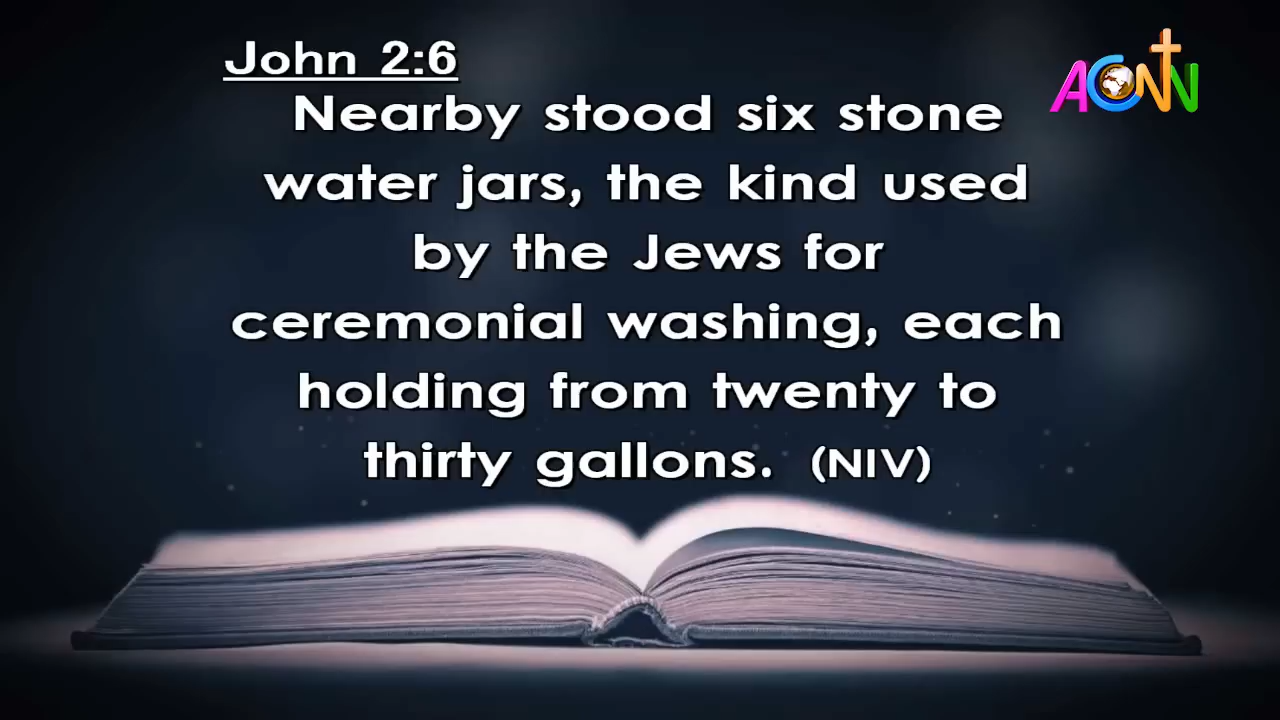 John 2:6
ACNN
Nearby stood six stone
water jars, the kind used
by the Jews for
ceremonial washing, each
holding from twenty to
thirty gallons. (NIV)